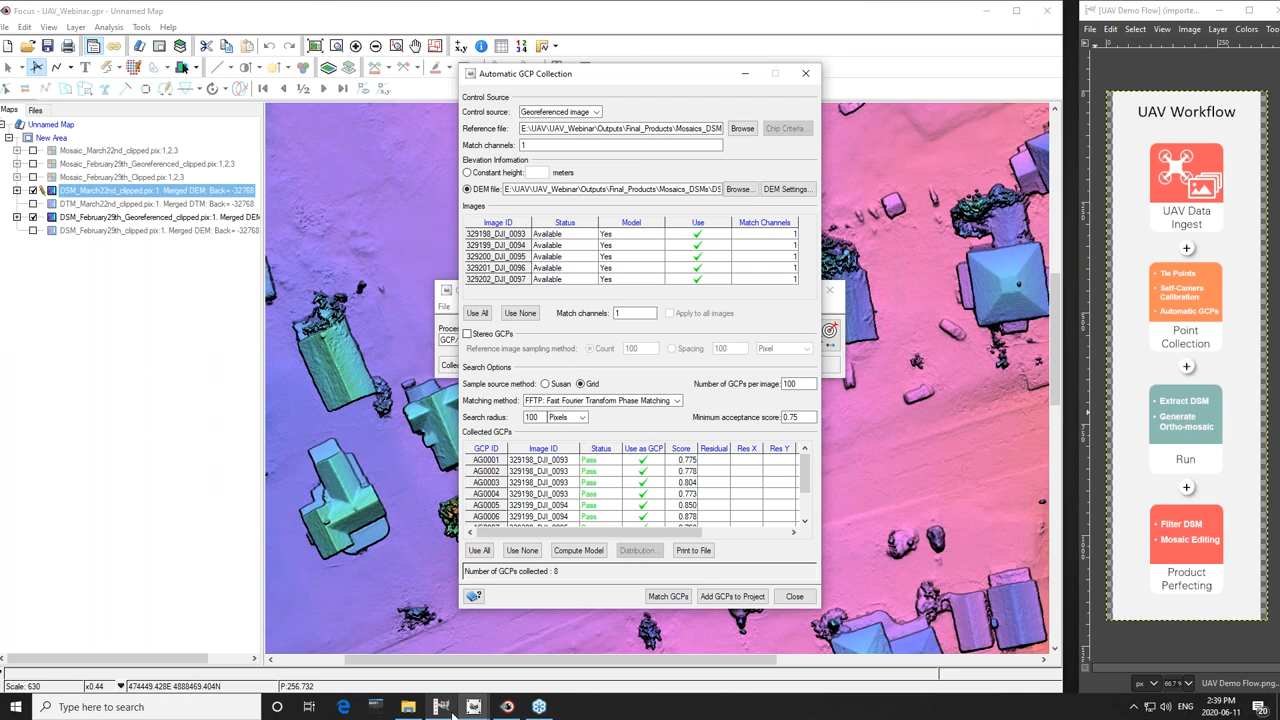 Focus - UAV_Webinar.gpr - Unnamed Map
Edit View Layer Analysis Tools Help
Maps Files
Unnamed Map
New Area
Mosaic_March22nd_clipped.pix:1,2,3
Mosaic_February29th_Georeferenced_clipped.pix:1,2,3
Mosaic_February29th_clipped.pix:1,2,3
DSM_March22nd_clipped.pix:1. Merged DEM: Back= -32768
DTM_March22nd_clipped.pix:1. Merged DEM: Back= -32768
DSM_February29th_Georeferenced_clipped.pix:1. Merged DEM
DSM_February29th_clipped.pix:1. Merged DEM: Back= -32768
File
Automatic GCP Collection
Control Source
Control source: Georeferenced image
Reference file: E:\UAV\UAV_Webinar\Outputs\Final_Products\Mosaics_DSM Browse Chip Criteria...
Match channels: 1
Elevation Information
Constant height: meters
DEM file: E:\UAV\UAV_Webinar\Outputs\Final_Products\Mosaics_DSMs\DS Browse... DEM Settings...
Images
Image ID Status Model Use Match Channels
329198_DJI_0093 Available Yes 1
329199_DJI_0094 Available Yes 1
329200_DJI_0095 Available Yes 1
329201_DJI_0096 Available Yes 1
329202_DJI_0097 Available Yes 1
Use All Use None Match channels: 1 Apply to all images
Stereo GCPs
Reference image sampling method: Count 100 Spacing 100 Pixel
Search Options
Sample source method: Susan Grid Number of GCPs per image: 100
Matching method: FFTP: Fast Fourier Transform Phase Matching
Search radius: 100 Pixels Minimum acceptance score: 0.75
Collected GCPs
GCP ID Image ID Status Use as GCP Score Residual Res X Res Y
AG0001 329198_DJI_0093 Pass 0.775
AG0002 329198_DJI_0093 Pass 0.778
AG0003 329198_DJI_0093 Pass 0.804
AG0004 329198_DJI_0093 Pass 0.773
AG0005 329199_DJI_0094 Pass 0.850
AG0006 329199_DJI_0094 Pass 0.878
Use All Use None Compute Model Distribution... Print to File
Number of GCPs collected : 8
Match GCPs Add GCPs to Project Close
Scale: 630 x0.44 474449.428E 4888469.404N P:256.732
[UAV Demo Flow] (importe...
File Edit Select View Image Layer Colors
UAV Workflow
UAV Data
Ingest
+
• Tie Points
• Self-Camera
Calibration
• Automatic GCPs
Point
Collection
+
• Extract DSM
• Generate
Ortho-mosaic
Run
+
• Filter DSM
• Mosaic Editing
Product
Perfecting
px 66.7 UAV Demo Flow.png
Type here to search
ENG
2:39 PM
2020-06-11
20